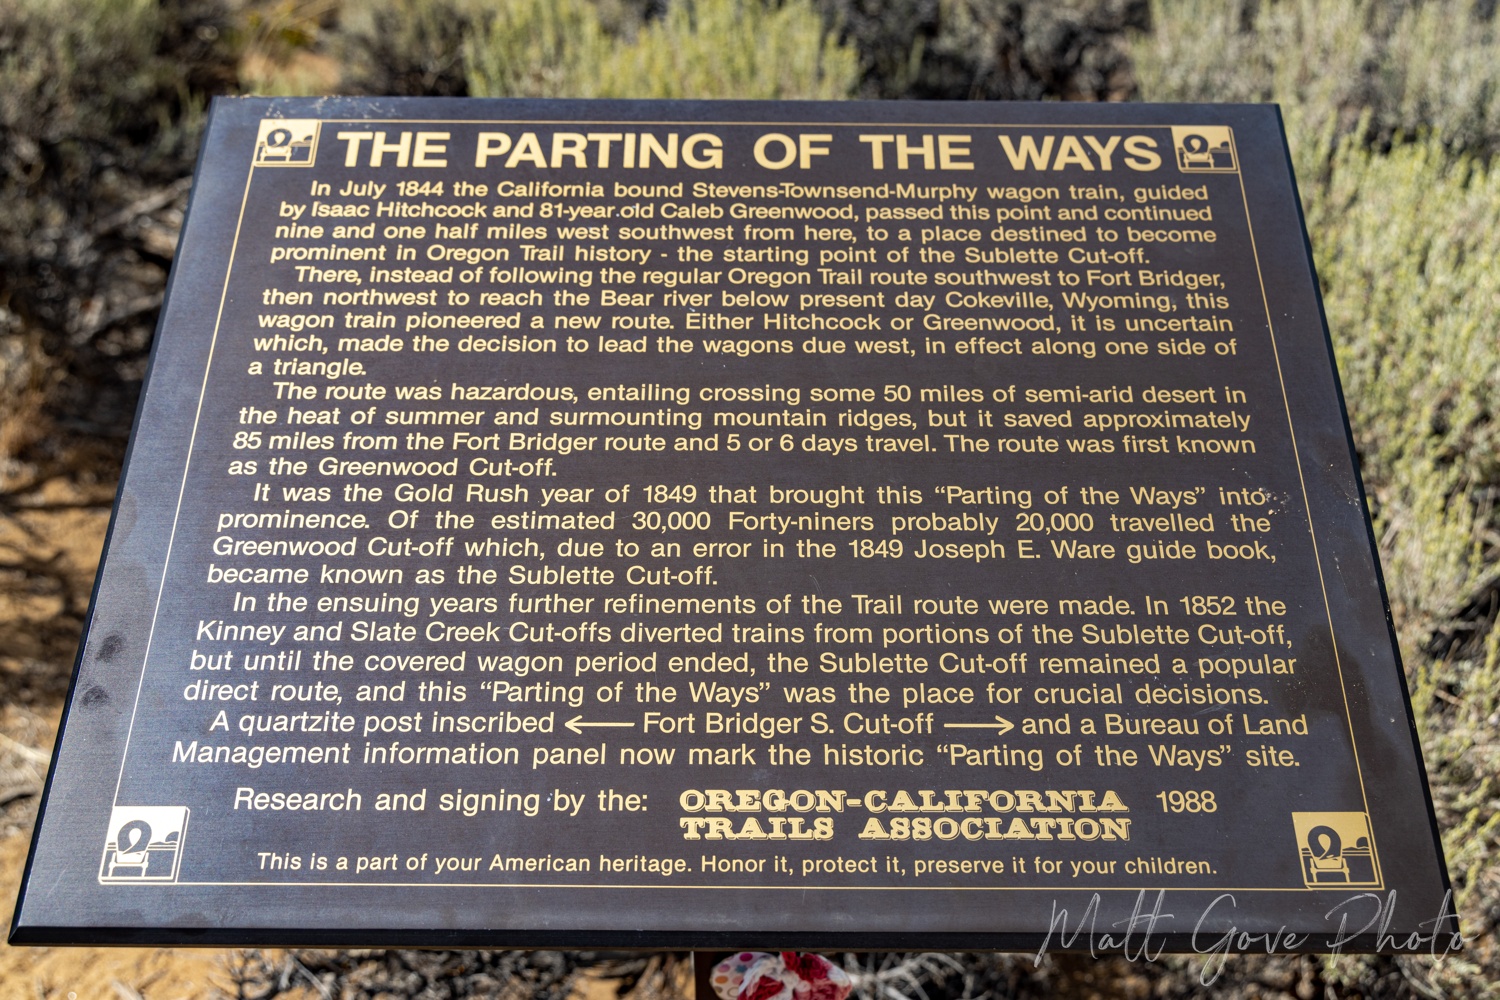 THE PARTING OF THE WAYS
In July 1844 the California bound Stevens-Townsend-Murphy wagon train, guided
by Isaac Hitchcock and 81-year-old Caleb Greenwood, passed this point and continued
nine and one half miles west southwest from here, to a place destined to become
prominent in Oregon Trail history - the starting point of the Sublette Cut-off.
There, instead of following the regular Oregon Trail route southwest to Fort Bridger,
then northwest to reach the Bear river below present day Cokeville, Wyoming, this
wagon train pioneered a new route. Either Hitchcock or Greenwood, it is uncertain
which, made the decision to lead the wagons due west, in effect along one side of
a triangle.
The route was hazardous, entailing crossing some 50 miles of semi-arid desert in
the heat of summer and surmounting mountain ridges, but it saved approximately
85 miles from the Fort Bridger route and 5 or 6 days travel. The route was first known
as the Greenwood Cut-off.
It was the Gold Rush year of 1849 that brought this “Parting of the Ways” into
prominence. Of the estimated 30,000 Forty-niners probably 20,000 travelled the
Greenwood Cut-off which, due to an error in the 1849 Joseph E. Ware guide book,
became known as the Sublette Cut-off.
In the ensuing years further refinements of the Trail route were made. In 1852 the
Kinney and Slate Creek Cut-offs diverted trains from portions of the Sublette Cut-off,
but until the covered wagon period ended, the Sublette Cut-off remained a popular
direct route, and this “Parting of the Ways” was the place for crucial decisions.
A quartzite post inscribed ← Fort Bridger S. Cut-off → and a Bureau of Land
Management information panel now mark the historic “Parting of the Ways” site.
Research and signing by the: OREGON-CALIFORNIA 1988
TRAILS ASSOCIATION
This is a part of your American heritage. Honor it, protect it, preserve it for your children.
Matt Gove Photo